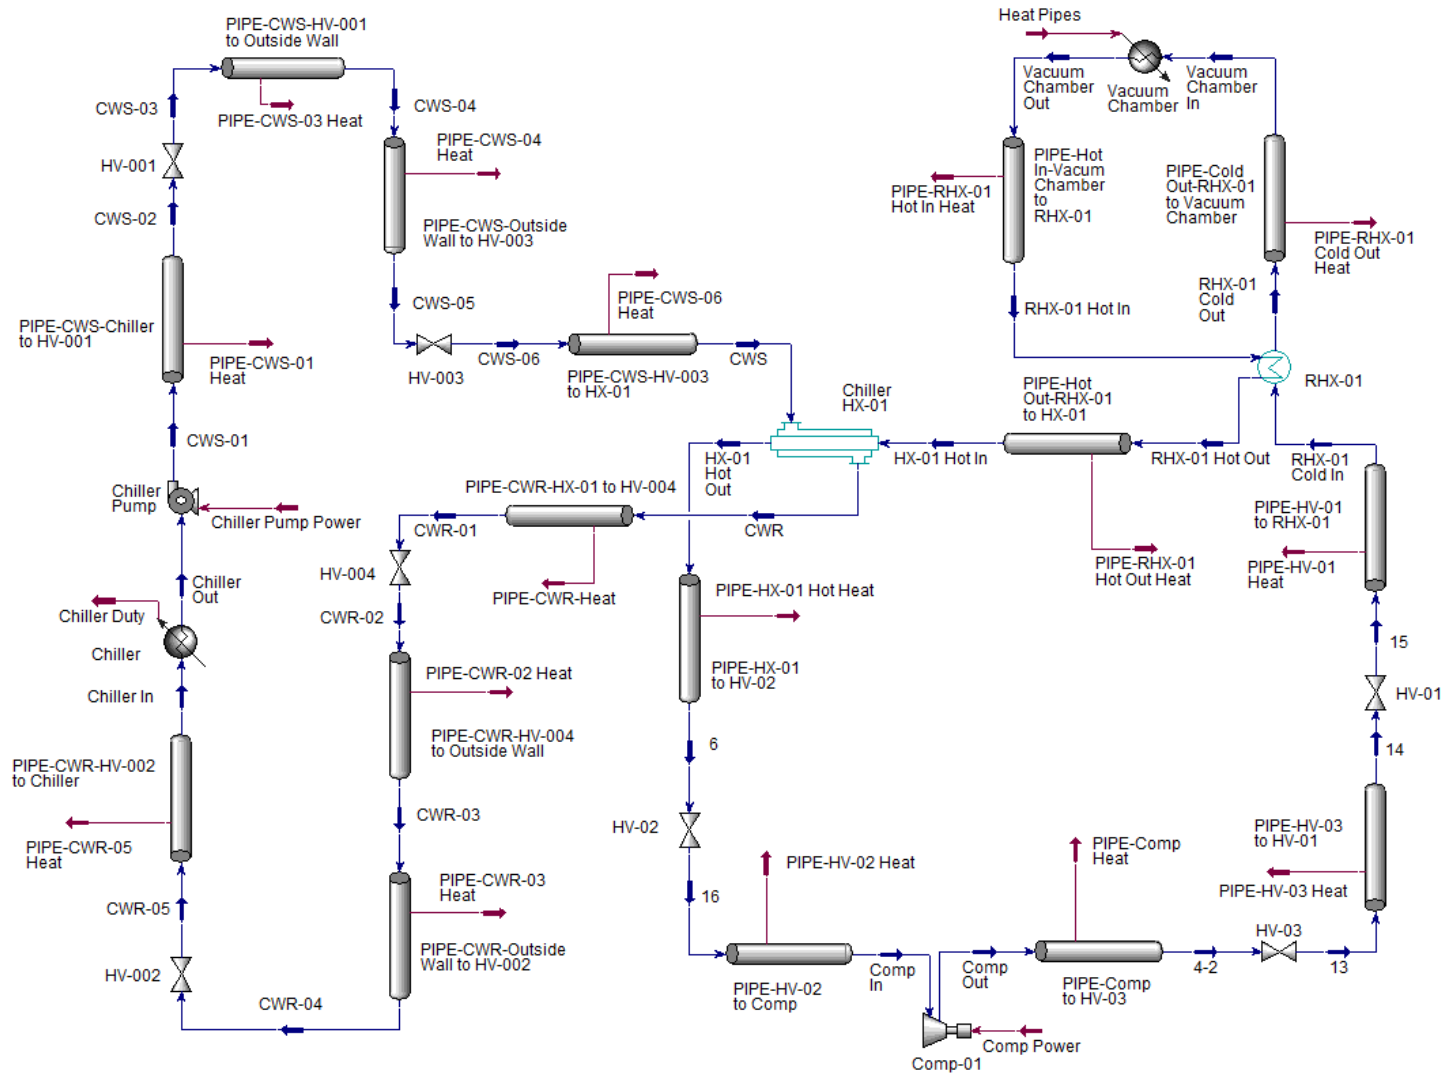 PIPE-CWS-HV-001
to Outside Wall
CWS-03
PIPE-CWS-03 Heat
CWS-04
HV-001
PIPE-CWS-04
Heat
CWS-02
PIPE-CWS-Outside
Wall to HV-003
PIPE-CWS-Chiller
to HV-001
PIPE-CWS-01
Heat
CWS-05
HV-003
CWS-06
PIPE-CWS-06
Heat
PIPE-CWS-HV-003
to HX-01
CWS
CWS-01
Chiller
Pump
Chiller Pump Power
Chiller
Out
Chiller Duty
Chiller
Chiller In
PIPE-CWR-HV-002
to Chiller
PIPE-CWR-05
Heat
CWR-05
HV-002
CWR-04
Chiller
HX-01
HX-01
Hot
Out
HX-01 Hot In
PIPE-CWR-HX-01 to HV-004
CWR-01
CWR
HV-004
PIPE-CWR-Heat
CWR-02
PIPE-CWR-02 Heat
PIPE-CWR-HV-004
to Outside Wall
CWR-03
PIPE-CWR-03
Heat
PIPE-CWR-Outside
Wall to HV-002
PIPE-HX-01 Hot Heat
PIPE-HX-01
to HV-02
6
HV-02
16
PIPE-HV-02 Heat
PIPE-HV-02
to Comp
Comp
In
Comp
Out
Comp-01
Comp Power
PIPE-Comp
Heat
PIPE-Comp
to HV-03
4-2
HV-03
13
PIPE-HV-03
to HV-01
PIPE-HV-03 Heat
14
HV-01
15
PIPE-HV-01
to RHX-01
PIPE-HV-01
Heat
RHX-01
Cold In
RHX-01
RHX-01 Hot Out
PIPE-Hot
Out-RHX-01
to HX-01
PIPE-RHX-01
Hot Out Heat
RHX-01
Cold
Out
RHX-01 Hot In
PIPE-Cold
Out-RHX-01
to Vacuum
Chamber
PIPE-RHX-01
Cold Out
Heat
PIPE-Hot
In-Vacum
Chamber
to
RHX-01
PIPE-RHX-01
Hot In Heat
Heat Pipes
Vacuum
Chamber
Out
Vacuum
Chamber
Vacuum
Chamber
In